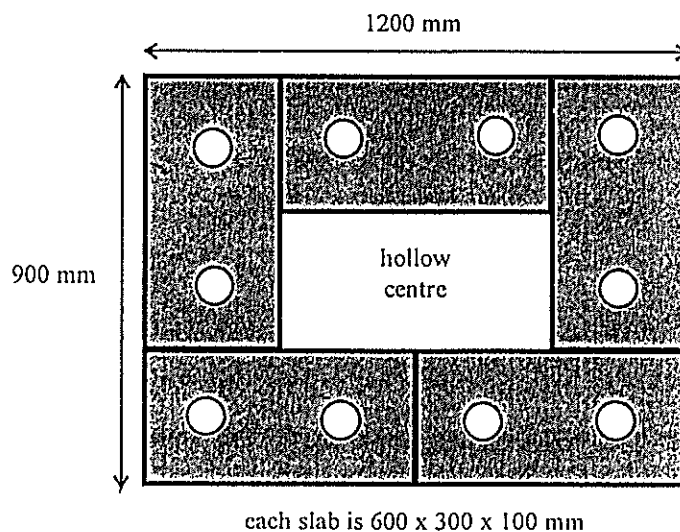 1200 mm
900 mm
hollow
centre
each slab is 600 x 300 x 100 mm